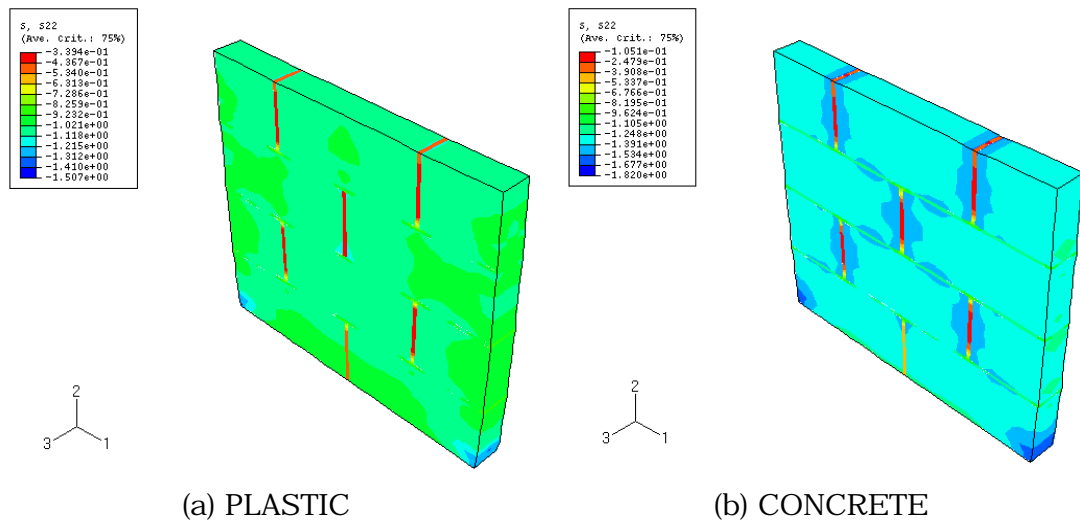 S, S22
(Ave. Crit.: 75%)
-3.394e-01
-4.367e-01
-5.340e-01
-6.313e-01
-7.286e-01
-8.259e-01
-9.232e-01
-1.021e+00
-1.118e+00
-1.215e+00
-1.312e+00
-1.410e+00
-1.507e+00
2
3
1
(a) PLASTIC
S, S22
(Ave. Crit.: 75%)
-1.051e-01
-2.479e-01
-3.908e-01
-5.337e-01
-6.766e-01
-8.195e-01
-9.624e-01
-1.105e+00
-1.248e+00
-1.391e+00
-1.534e+00
-1.677e+00
-1.820e+00
2
3
1
(b) CONCRETE